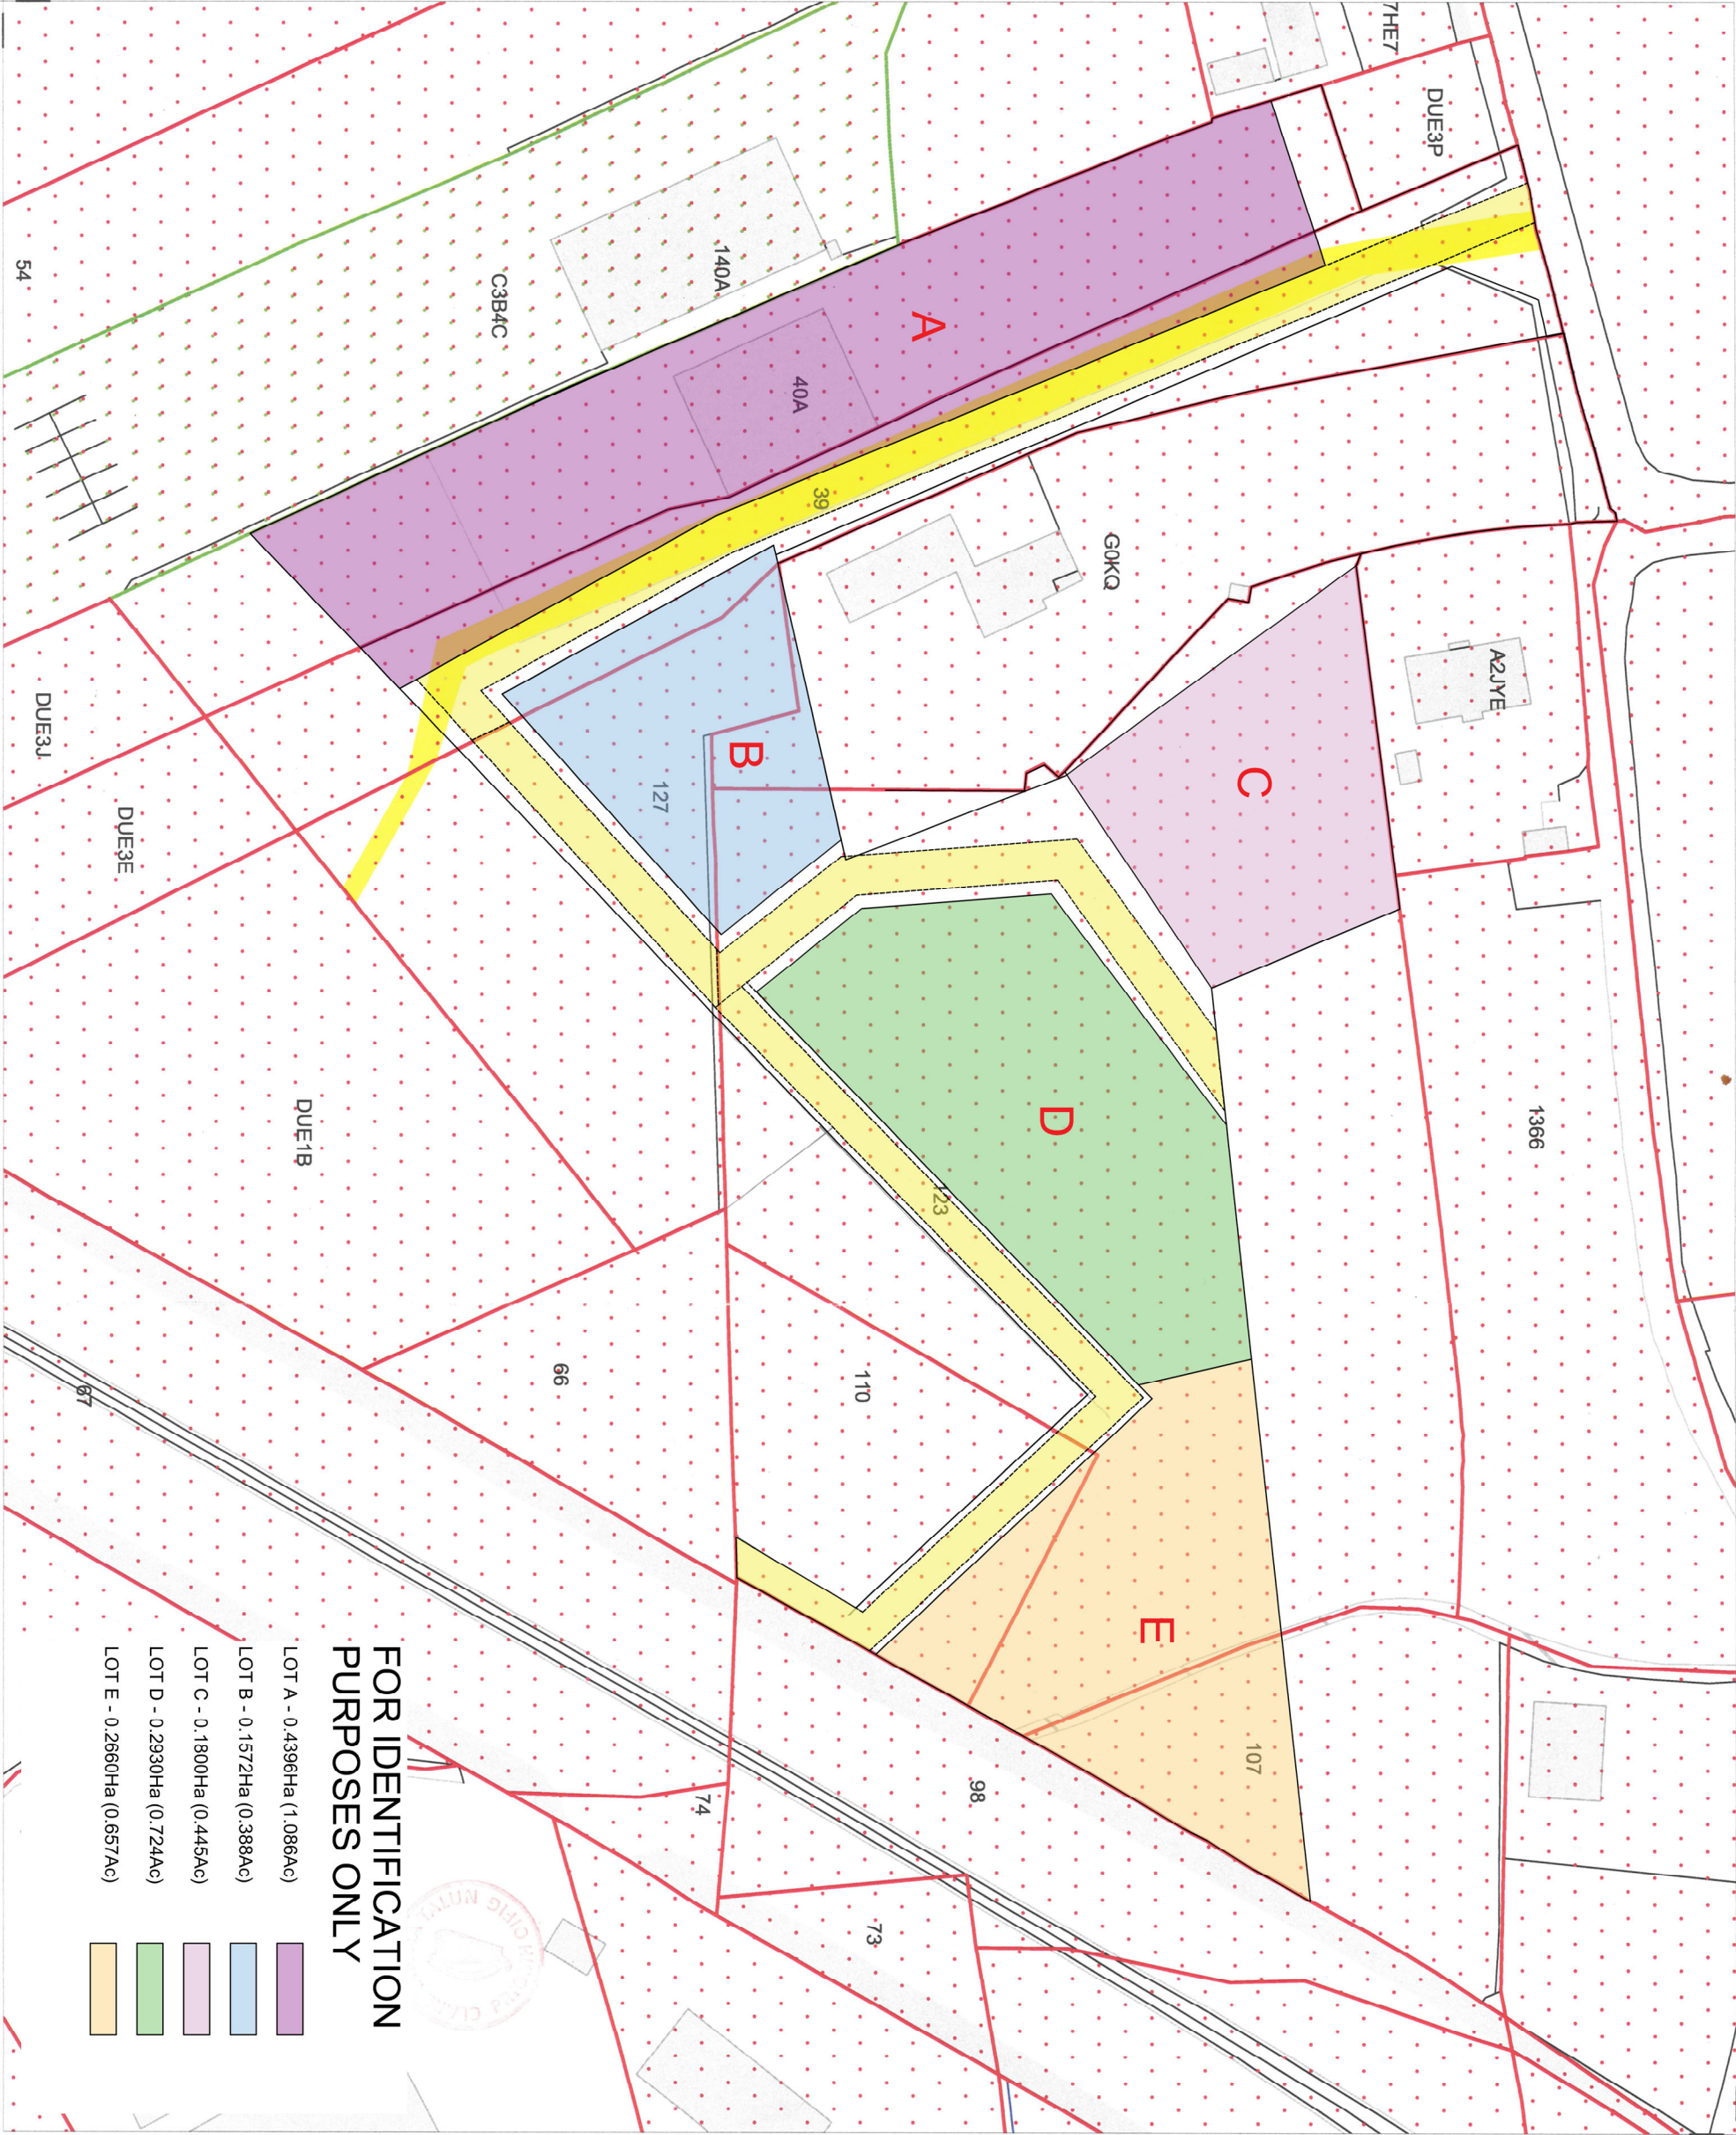 7HE7
DUE3P
A
140A
C3B4C
54
40A
39
G0KQ
A2JYE
B
127
C
DUE3J
DUE3E
DUE1B
D
123
1366
110
66
67
E
107
98
74
73
FOR IDENTIFICATION
PURPOSES ONLY
LOT A - 0.4396Ha (1.086Ac)
LOT B - 0.1572Ha (0.388Ac)
LOT C - 0.1800Ha (0.445Ac)
LOT D - 0.2930Ha (0.724Ac)
LOT E - 0.2660Ha (0.657Ac)